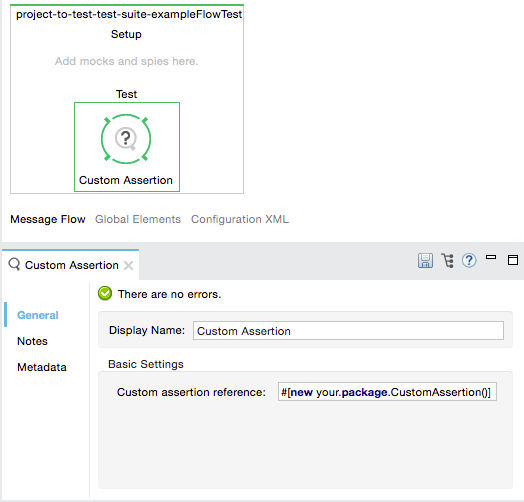 project-to-test-test-suite-exampleFlowTest
Setup
Add mocks and spies here.
Test
?
Custom Assertion
Message Flow Global Elements Configuration XML
Custom Assertion
?
There are no errors.
General
Notes
Metadata
Display Name: Custom Assertion
Basic Settings
Custom assertion reference: #[new your.package.CustomAssertion()]